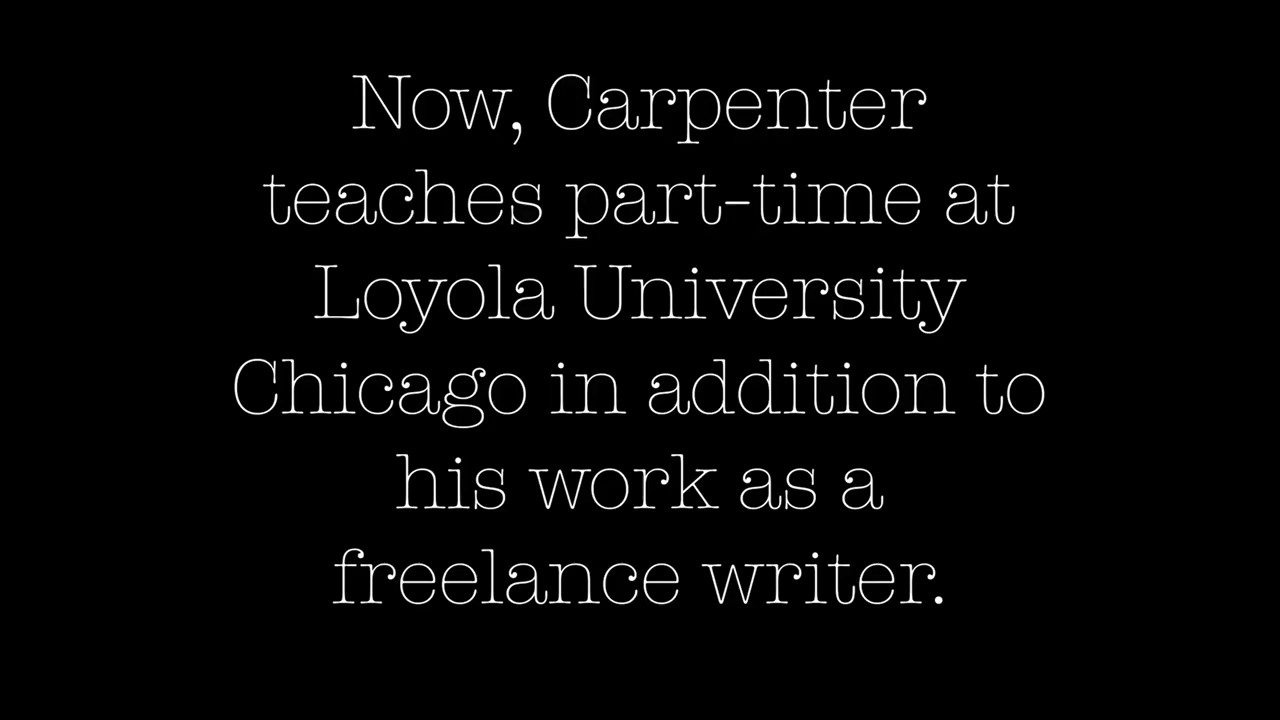 Now, Carpenter
teaches part-time at
Loyola University
Chicago in addition to
his work as a
freelance writer.